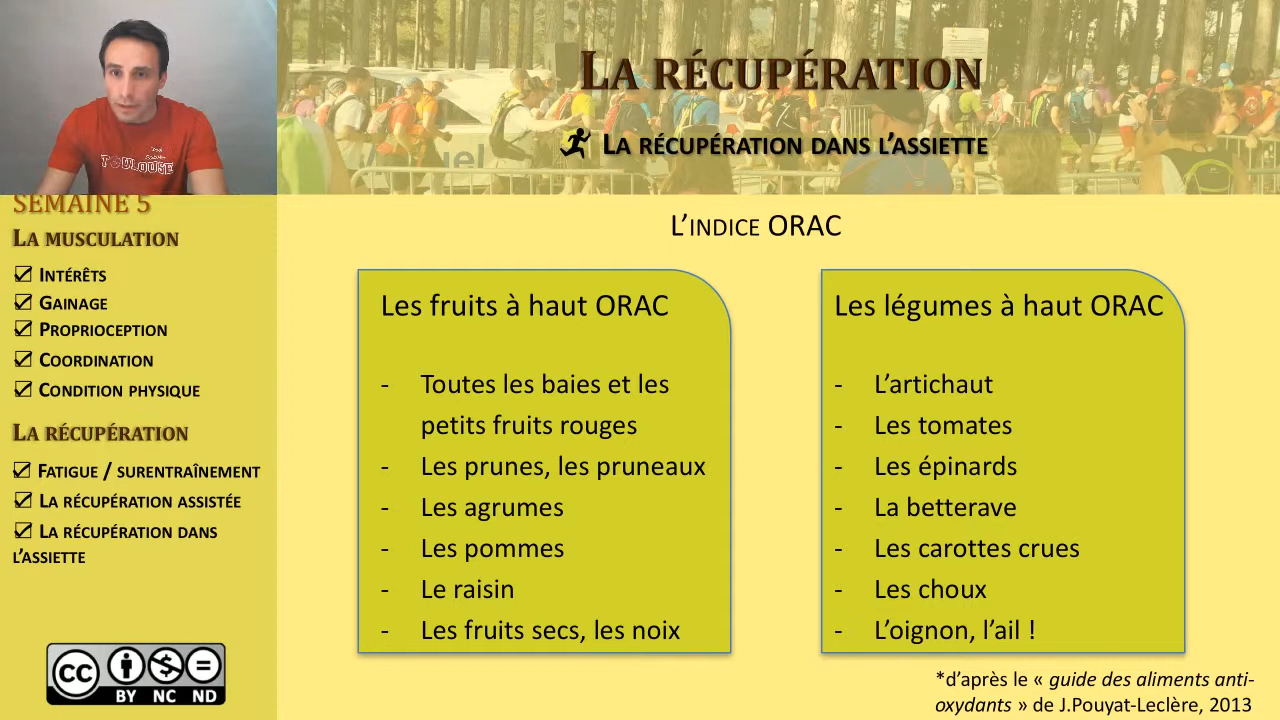 LA RÉCUPÉRATION
LA RÉCUPÉRATION DANS L'ASSIETTE
TOULOUSE
SEMAINE 5
LA MUSCULATION
INTÉRÊTS
GAINAGE
PROPRIOCEPTION
COORDINATION
CONDITION PHYSIQUE
LA RÉCUPÉRATION
FATIGUE / SURENTRAÎNEMENT
LA RÉCUPÉRATION ASSISTÉE
LA RÉCUPÉRATION DANS
L'ASSIETTE
CC BY NC ND
L'INDICE ORAC
Les fruits à haut ORAC
- Toutes les baies et les
petits fruits rouges
- Les prunes, les pruneaux
- Les agrumes
- Les pommes
- Le raisin
- Les fruits secs, les noix
Les légumes à haut ORAC
- L'artichaut
- Les tomates
- Les épinards
- La betterave
- Les carottes crues
- Les choux
- L'oignon, l'ail !
*d'après le « guide des aliments anti-
oxydants » de J.Pouyat-Leclère, 2013